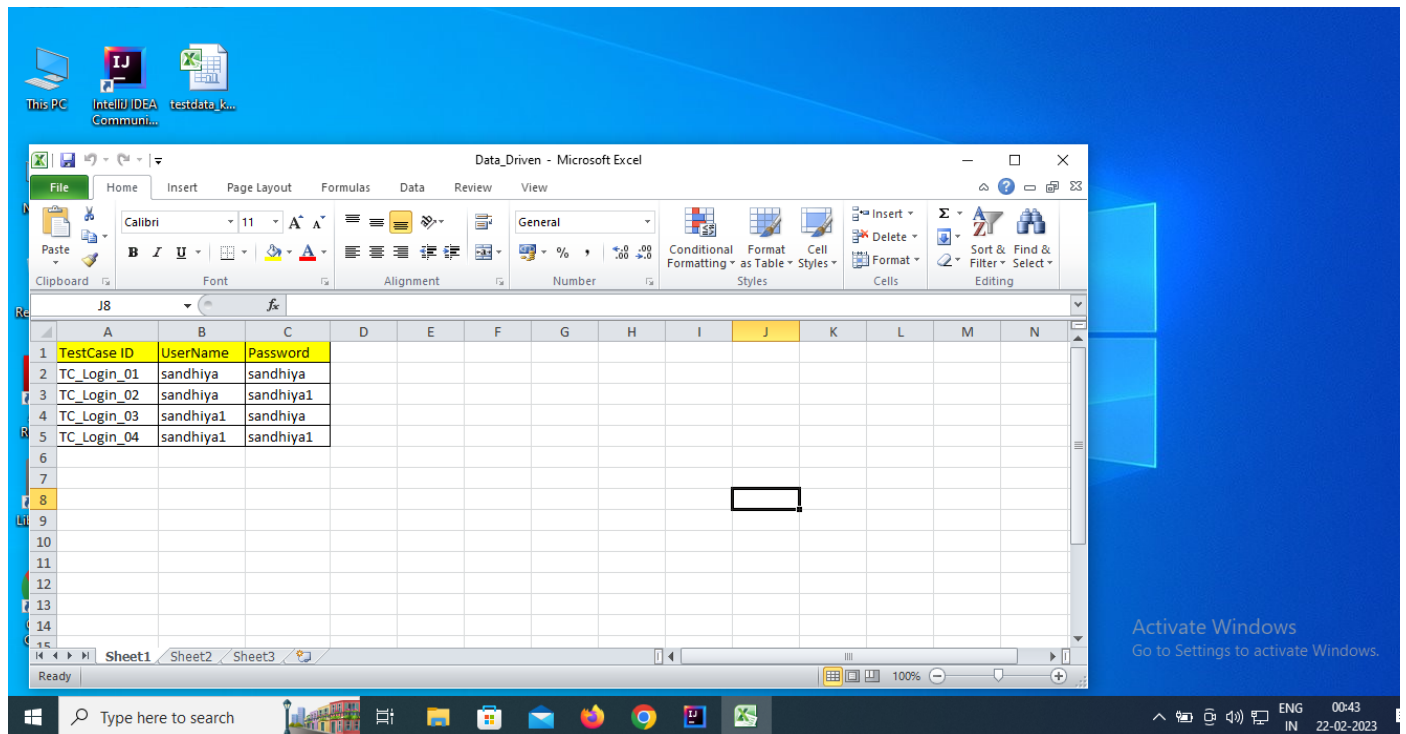 This PC
IntelliJ IDEA Communi...
testdata_k...
Data_Driven - Microsoft Excel
File Home Insert Page Layout Formulas Data Review View
Calibri 11 General
Paste
B I U A % ,
Conditional Formatting Format as Table Cell Styles
Insert
Delete
Format
Σ Sort & Filter Find & Select
Clipboard Font Alignment Number Styles Cells Editing
J8 fx
A B C D E F G H I J K L M N
1 TestCase ID UserName Password
2 TC_Login_01 sandhiya sandhiya
3 TC_Login_02 sandhiya sandhiya1
4 TC_Login_03 sandhiya1 sandhiya
5 TC_Login_04 sandhiya1 sandhiya1
6
7
8
9
10
11
12
13
14
15
Sheet1 Sheet2 Sheet3
Ready 100%
Activate Windows
Go to Settings to activate Windows.
Type here to search
ENG
IN
00:43
22-02-2023